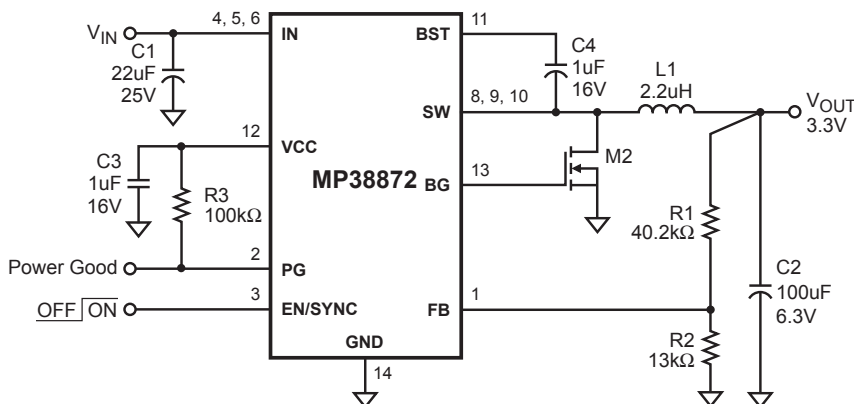 4, 5, 6
11
V_IN
IN
BST
C1
22uF
25V
C4
1uF
16V
L1
2.2uH
8, 9, 10
SW
V_OUT
3.3V
12
VCC
C3
1uF
16V
R3
100kΩ
MP38872
13
BG
M2
R1
40.2kΩ
Power Good
2
PG
C2
100uF
6.3V
OFF ON
3
EN/SYNC
1
FB
R2
13kΩ
GND
14